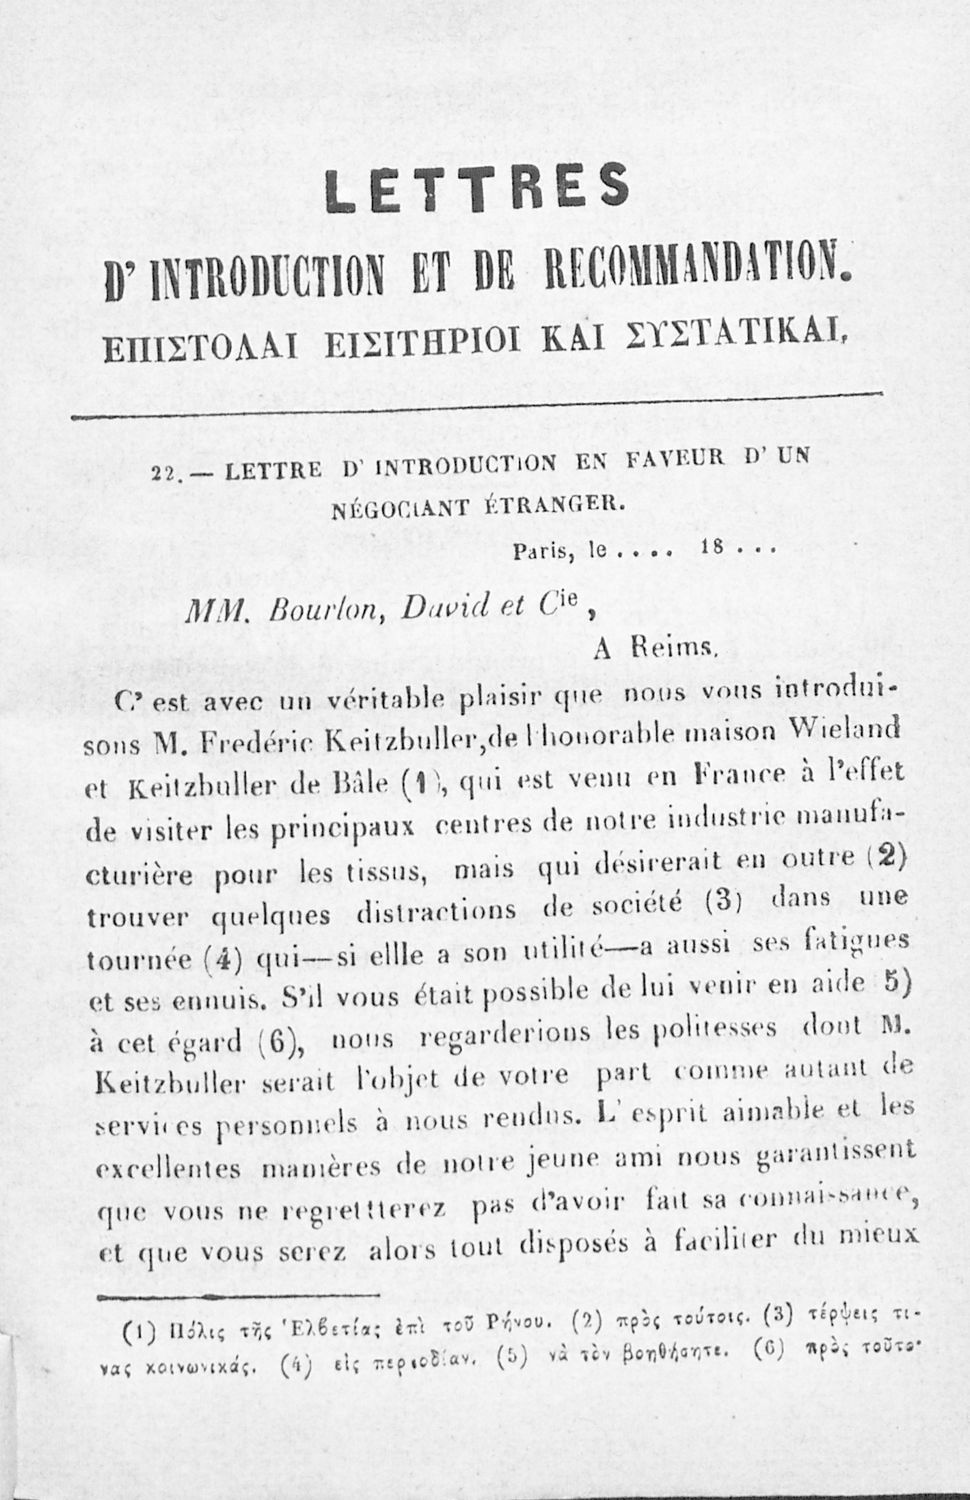 LETTRES
D' INTRODUCTION ET DE RECOMMANDATION.
ΕΠΙΣΤΟΛΑΙ ΕΙΣΙΤΗΡΙΟΙ ΚΑΙ ΣΥΣΤΑΤΙΚΑΙ,
22. — LETTRE D' INTRODUCTION EN FAVEUR D' UN
NÉGOCIANT ÉTRANGER.
Paris, le .... 18 ...
MM. Bourlon, David et Cie ,
A Reims.
C' est avec un véritable plaisir que nous vous introdui-
sons M. Fredéric Keitzbuller,de l'honorable maison Wieland
et Keitzbuller de Bâle (1), qui est venu en France à l'effet
de visiter les principaux centres de notre industrie manufa-
cturière pour les tissus, mais qui désirerait en outre (2)
trouver quelques distractions de société (3) dans une
tournée (4) qui—si ellle a son utilité—a aussi ses fatigues
et ses ennuis. S'il vous était possible de lui venir en aide 5)
à cet égard (6), nous regarderions les politesses dont M.
Keitzbuller serait l'objet de votre part comme autant de
services personnels à nous rendus. L' esprit aimable et les
excellentes manières de notre jeune ami nous garantissent
que vous ne regrettterez pas d'avoir fait sa connaissance,
et que vous serez alors tout disposés à faciliter du mieux
(1) Πόλις τῆς Ἑλβετίας ἐπὶ τοῦ Ρήνου. (2) πρὸς τούτοις. (3) τέρψεις τι-
νας κοινωνικάς. (4) εἰς περιοδίαν. (5) νὰ τὸν βοηθήσητε. (6) πρὸς τοῦτο·